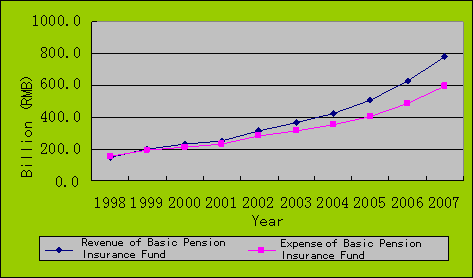 1000.0
800.0
600.0
400.0
200.0
.0
Billion (RMB)
1998 1999 2000 2001 2002 2003 2004 2005 2006 2007
Year
Revenue of Basic Pension
Insurance Fund
Expense of Basic Pension
Insurance Fund